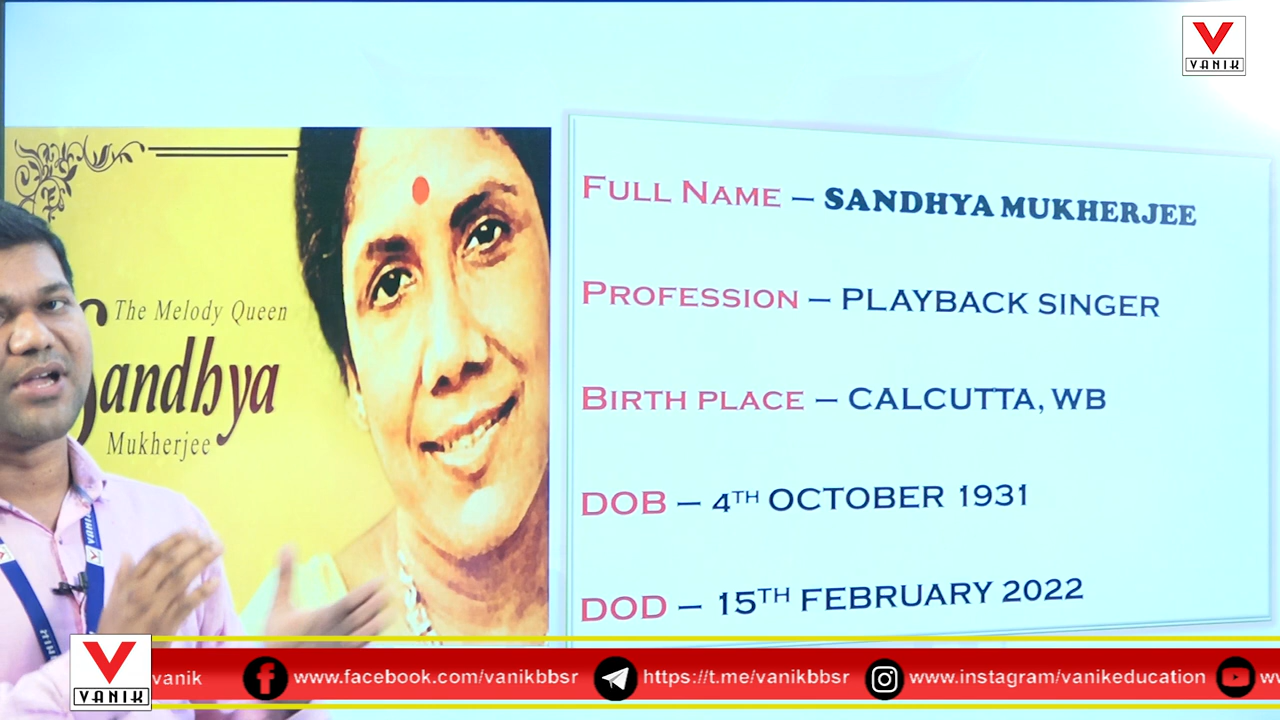 VANIK
The Melody Queen
Sandhya
Mukherjee
FULL NAME – SANDHYA MUKHERJEE
PROFESSION – PLAYBACK SINGER
BIRTH PLACE – CALCUTTA, WB
DOB – 4TH OCTOBER 1931
DOD – 15TH FEBRUARY 2022
VANIK
VANIK
vanik www.facebook.com/vanikbbsr https://t.me/vanikbbsr www.instagram/vanikeducation